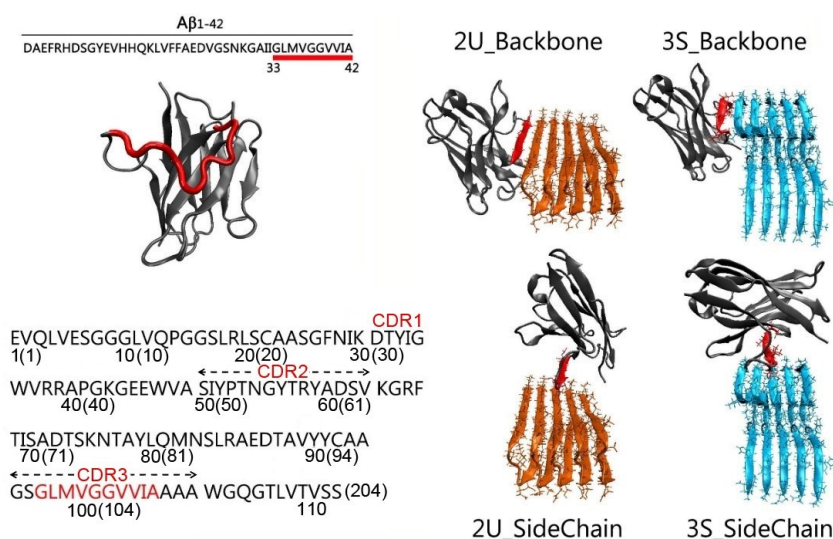 Aβ1-42
DAEFRHDSGYEVHHQKLVFFAEDVGSNKGAIIGLMVGGVVIA
33 42
2U_Backbone
3S_Backbone
CDR1
EVQLVESGGGLVQPGGSLRLSCAASGFNIK DTYIG
1(1) 10(10) 20(20) 30(30)
CDR2
WVRRAPGKGEEWVA SIYPTNGYTRYADSV KGRF
40(40) 50(50) 60(61)
TISADTSKNTAYLQMNSLRAEDTAVYYCAA
70(71) 80(81) 90(94)
CDR3
GSGLMVGGVVIAAAA WGQGTLVTVSS (204)
100(104) 110
2U_SideChain
3S_SideChain